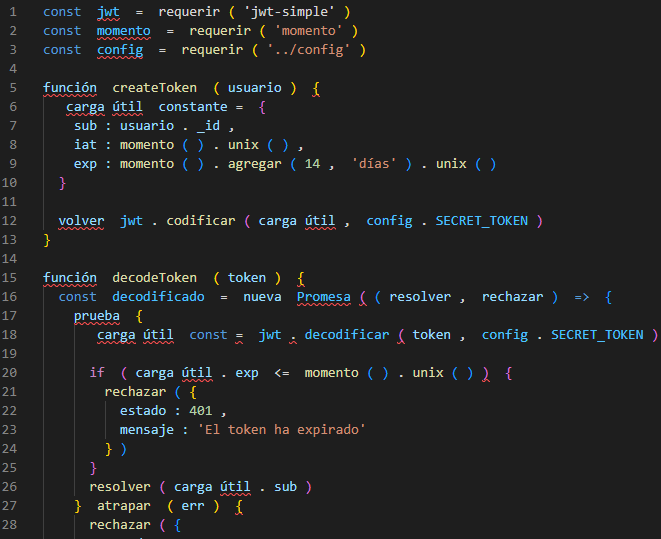 1 const jwt = requerir ( 'jwt-simple' )
2 const momento = requerir ( 'momento' )
3 const config = requerir ( '../config' )
4
5 función createToken ( usuario ) {
6 carga útil constante = {
7 sub : usuario . _id ,
8 iat : momento ( ) . unix ( ) ,
9 exp : momento ( ) . agregar ( 14 , 'días' ) . unix ( )
10 }
11
12 volver jwt . codificar ( carga útil , config . SECRET_TOKEN )
13 }
14
15 función decodeToken ( token ) {
16 const decodificado = nueva Promesa ( ( resolver , rechazar ) => {
17 prueba {
18 carga útil const = jwt . decodificar ( token , config . SECRET_TOKEN )
19
20 if ( carga útil . exp <= momento ( ) . unix ( ) ) {
21 rechazar ( {
22 estado : 401 ,
23 mensaje : 'El token ha expirado'
24 } )
25 }
26 resolver ( carga útil . sub )
27 } atrapar ( err ) {
28 rechazar ( {